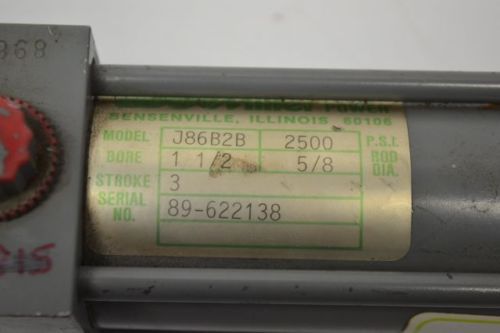 968
POWER
BENSENVILLE, ILLINOIS 60106
MODEL J86B2B 2500 P.S.I.
BORE 1 1/2 5/8 ROD DIA.
STROKE 3
SERIAL NO. 89-622138